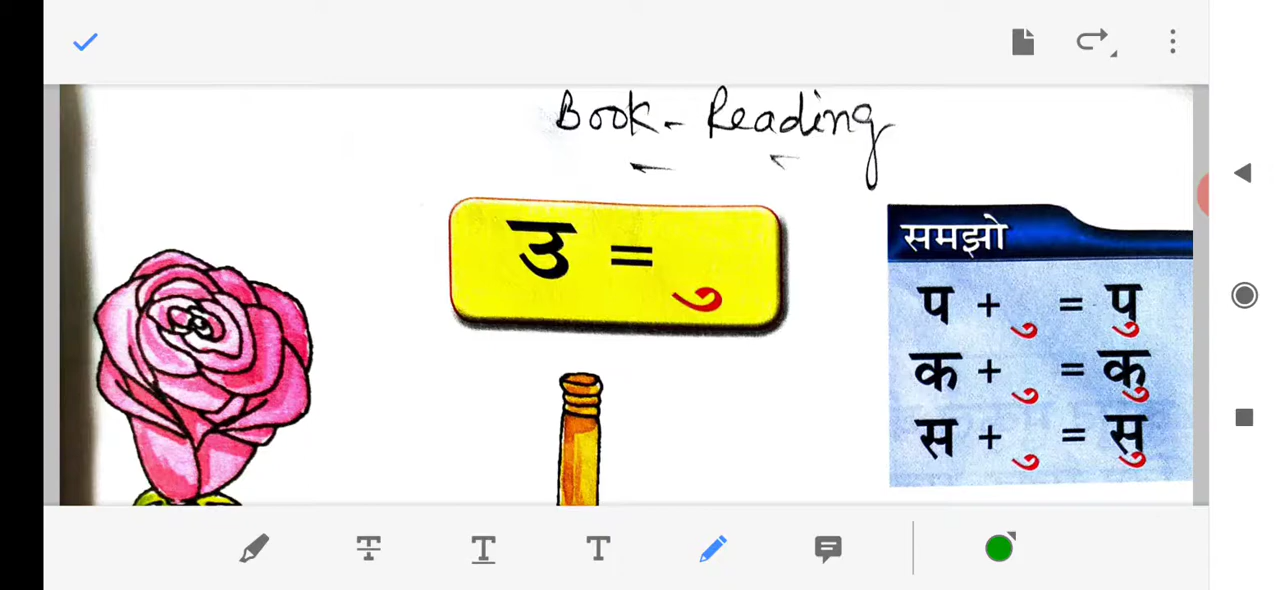 Book - Reading
उ = ु
समझो
प + ु = पु
क + ु = कु
स + ु = सु